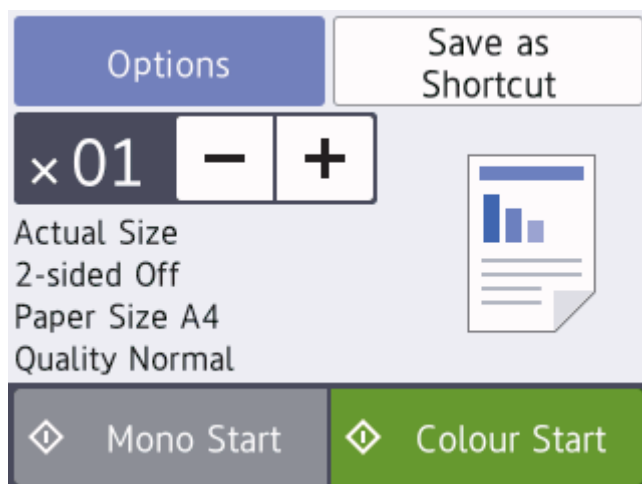 Options
Save as
Shortcut
×01
−
+
Actual Size
2-sided Off
Paper Size A4
Quality Normal
Mono Start
Colour Start